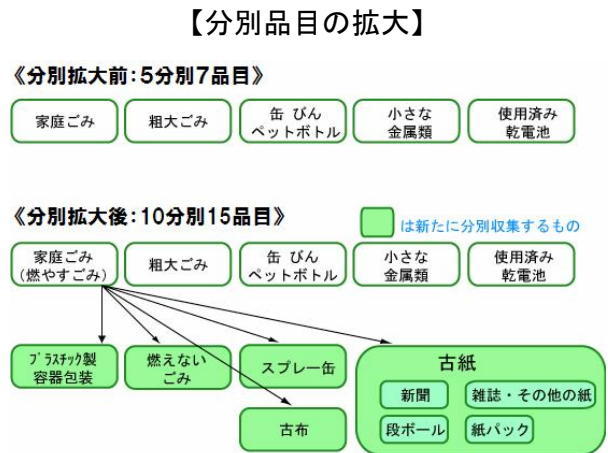 【分別品目の拡大】
《分別拡大前:5分別7品目》
家庭ごみ
粗大ごみ
缶 びん
ペットボトル
小さな
金属類
使用済み
乾電池
《分別拡大後:10分別15品目》
は新たに分別収集するもの
家庭ごみ
(燃やすごみ)
粗大ごみ
缶 びん
ペットボトル
小さな
金属類
使用済み
乾電池
プラスチック製
容器包装
燃えない
ごみ
スプレー缶
古布
古紙
新聞
雑誌・その他の紙
段ボール
紙パック